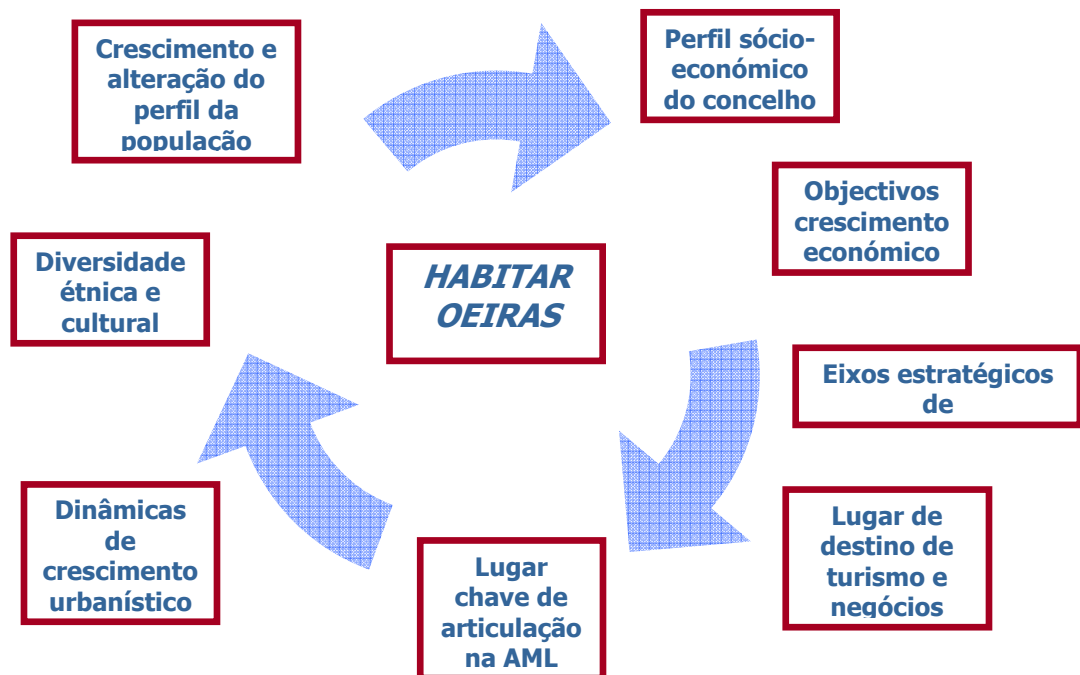 Crescimento e
alteração do
perfil da
população
Perfil sócio-
económico
do concelho
Objectivos
crescimento
económico
Diversidade
étnica e
cultural
HABITAR
OEIRAS
Eixos estratégicos
de
Dinâmicas
de
crescimento
urbanístico
Lugar
chave de
articulação
na AML
Lugar de
destino de
turismo e
negócios